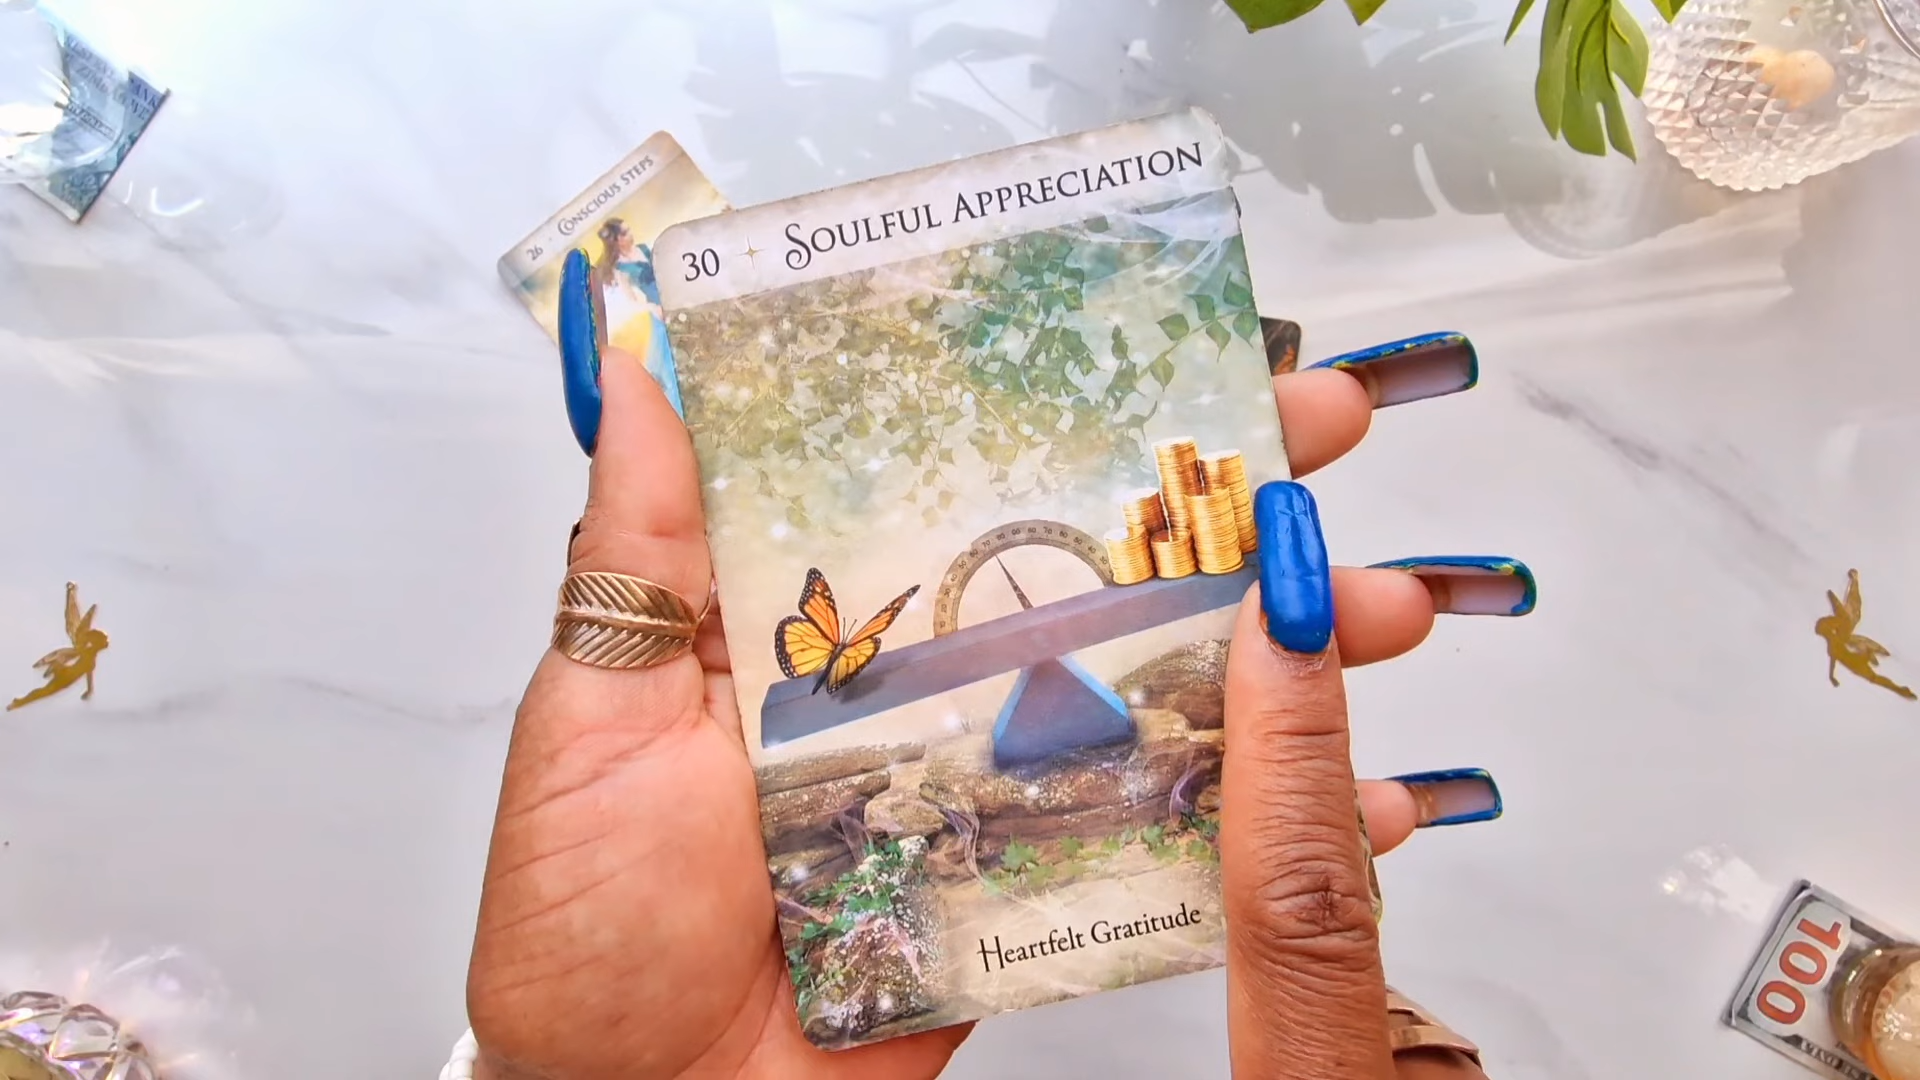 26 · Conscious Steps
30 Soulful Appreciation
Heartfelt Gratitude
100